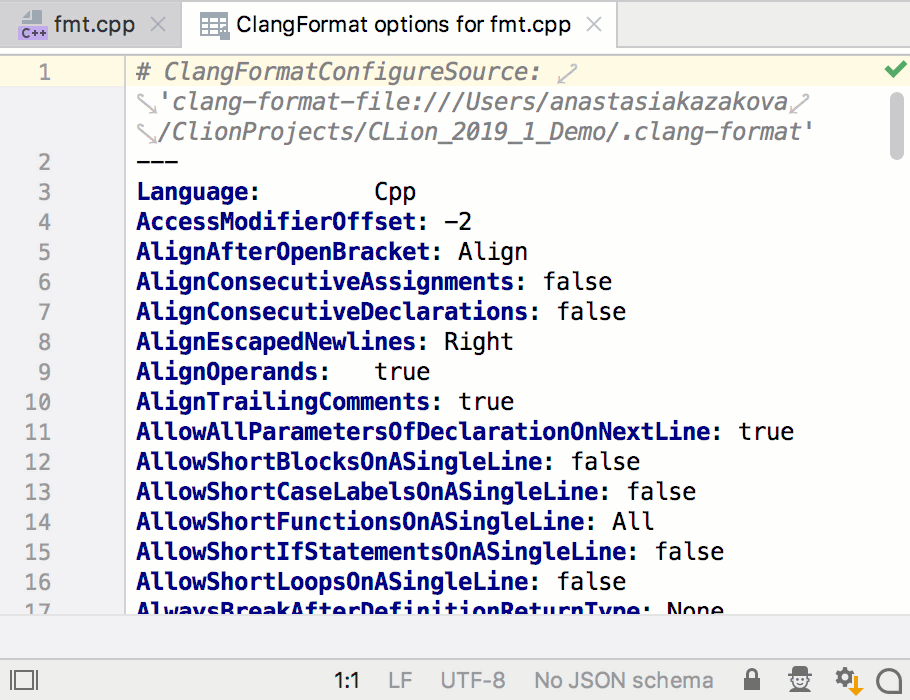 C++ fmt.cpp ClangFormat options for fmt.cpp
1 # ClangFormatConfigureSource:
'clang-format-file:///Users/anastasiakazakova
/ClionProjects/CLion_2019_1_Demo/.clang-format'
2 ---
3 Language: Cpp
4 AccessModifierOffset: -2
5 AlignAfterOpenBracket: Align
6 AlignConsecutiveAssignments: false
7 AlignConsecutiveDeclarations: false
8 AlignEscapedNewlines: Right
9 AlignOperands: true
10 AlignTrailingComments: true
11 AllowAllParametersOfDeclarationOnNextLine: true
12 AllowShortBlocksOnASingleLine: false
13 AllowShortCaseLabelsOnASingleLine: false
14 AllowShortFunctionsOnASingleLine: All
15 AllowShortIfStatementsOnASingleLine: false
16 AllowShortLoopsOnASingleLine: false
17 AlwaysBreakAfterDefinitionReturnType: None
1:1 LF UTF-8 No JSON schema